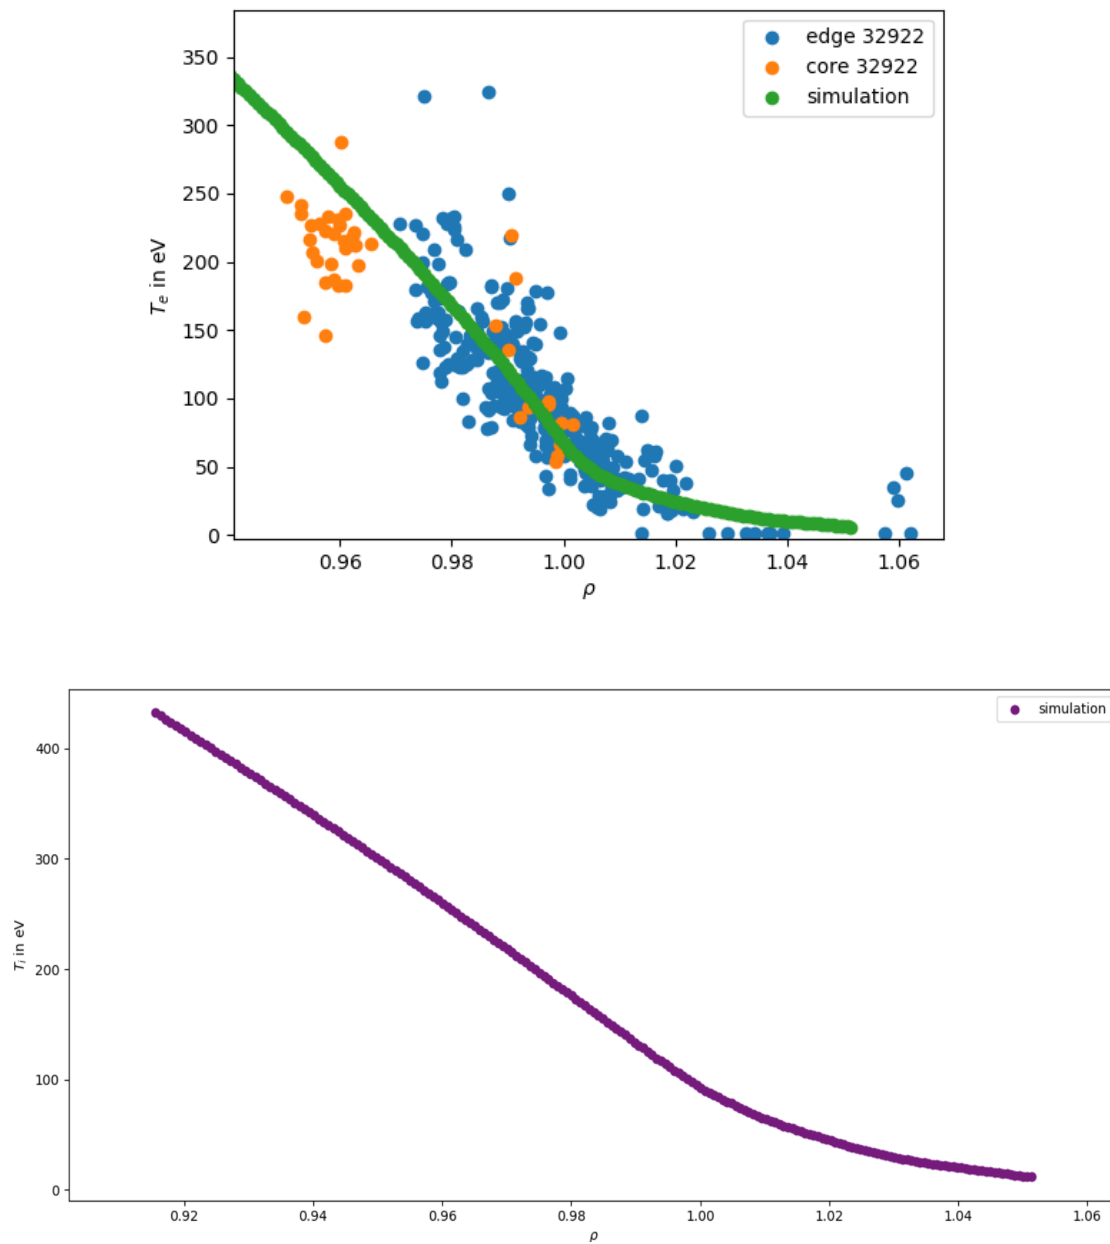 edge 32922
core 32922
simulation
350
300
250
200
150
100
50
0
T_e in eV
0.96 0.98 1.00 1.02 1.04 1.06
ρ
simulation
400
300
200
100
0
T_i in eV
0.92 0.94 0.96 0.98 1.00 1.02 1.04 1.06
ρ